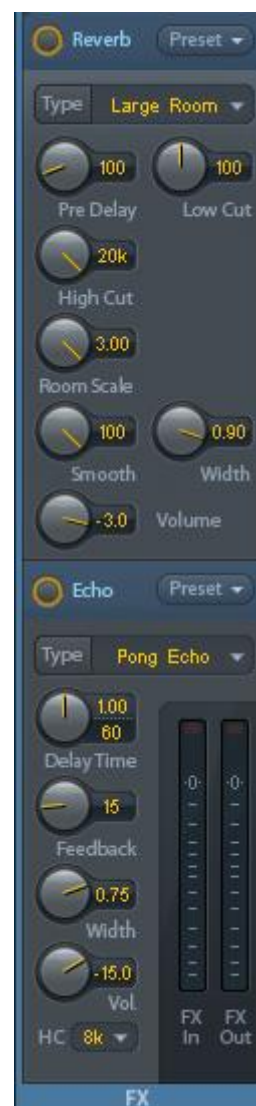 Reverb Preset
Type Large Room
100 100
Pre Delay Low Cut
20k
High Cut
3.00
Room Scale
100 0.90
Smooth Width
-3.0 Volume
Echo Preset
Type Pong Echo
1.00
60
Delay Time
15
Feedback
0.75
Width
-15.0
Vol.
HC 8k
-0- -0-
FX In
FX Out
FX